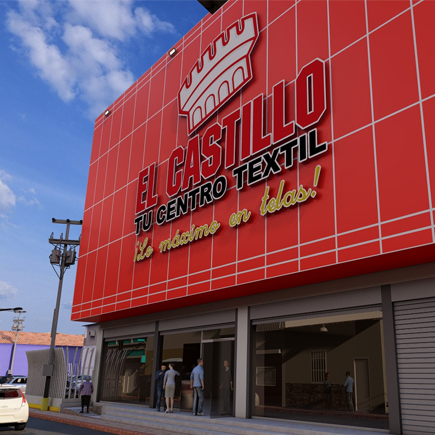 EL CASTILLO
TU CENTRO TEXTIL
¡Lo máximo en telas!